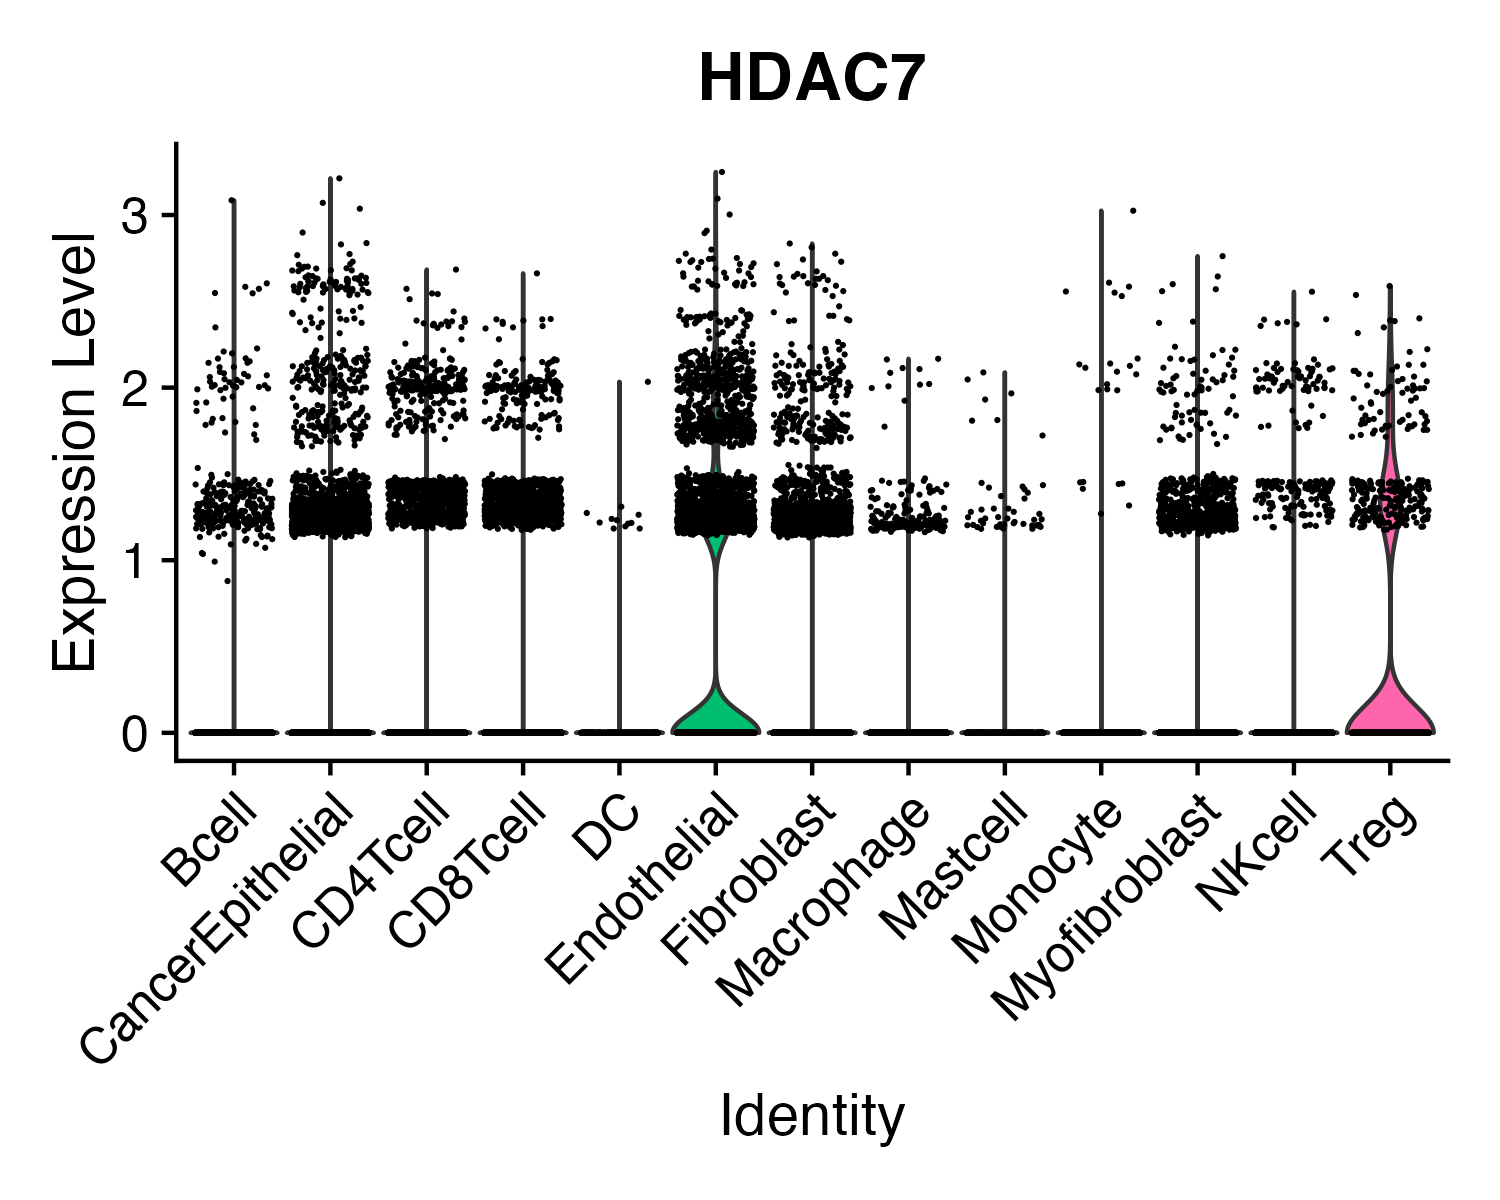 HDAC7
Expression Level
3
2
1
0
Bcell
CancerEpithelial
CD4Tcell
CD8Tcell
DC
Endothelial
Fibroblast
Macrophage
Mastcell
Monocyte
Myofibroblast
NKcell
Treg
Identity